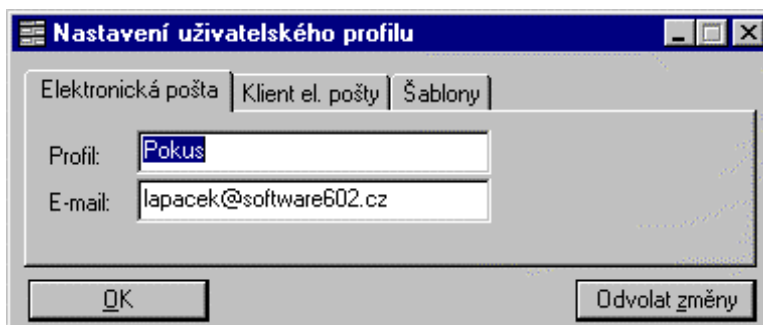 Nastavení uživatelského profilu
Elektronická pošta Klient el. pošty Šablony
Profil: Pokus
E-mail: lapacek@software602.cz
OK Odvolat změny